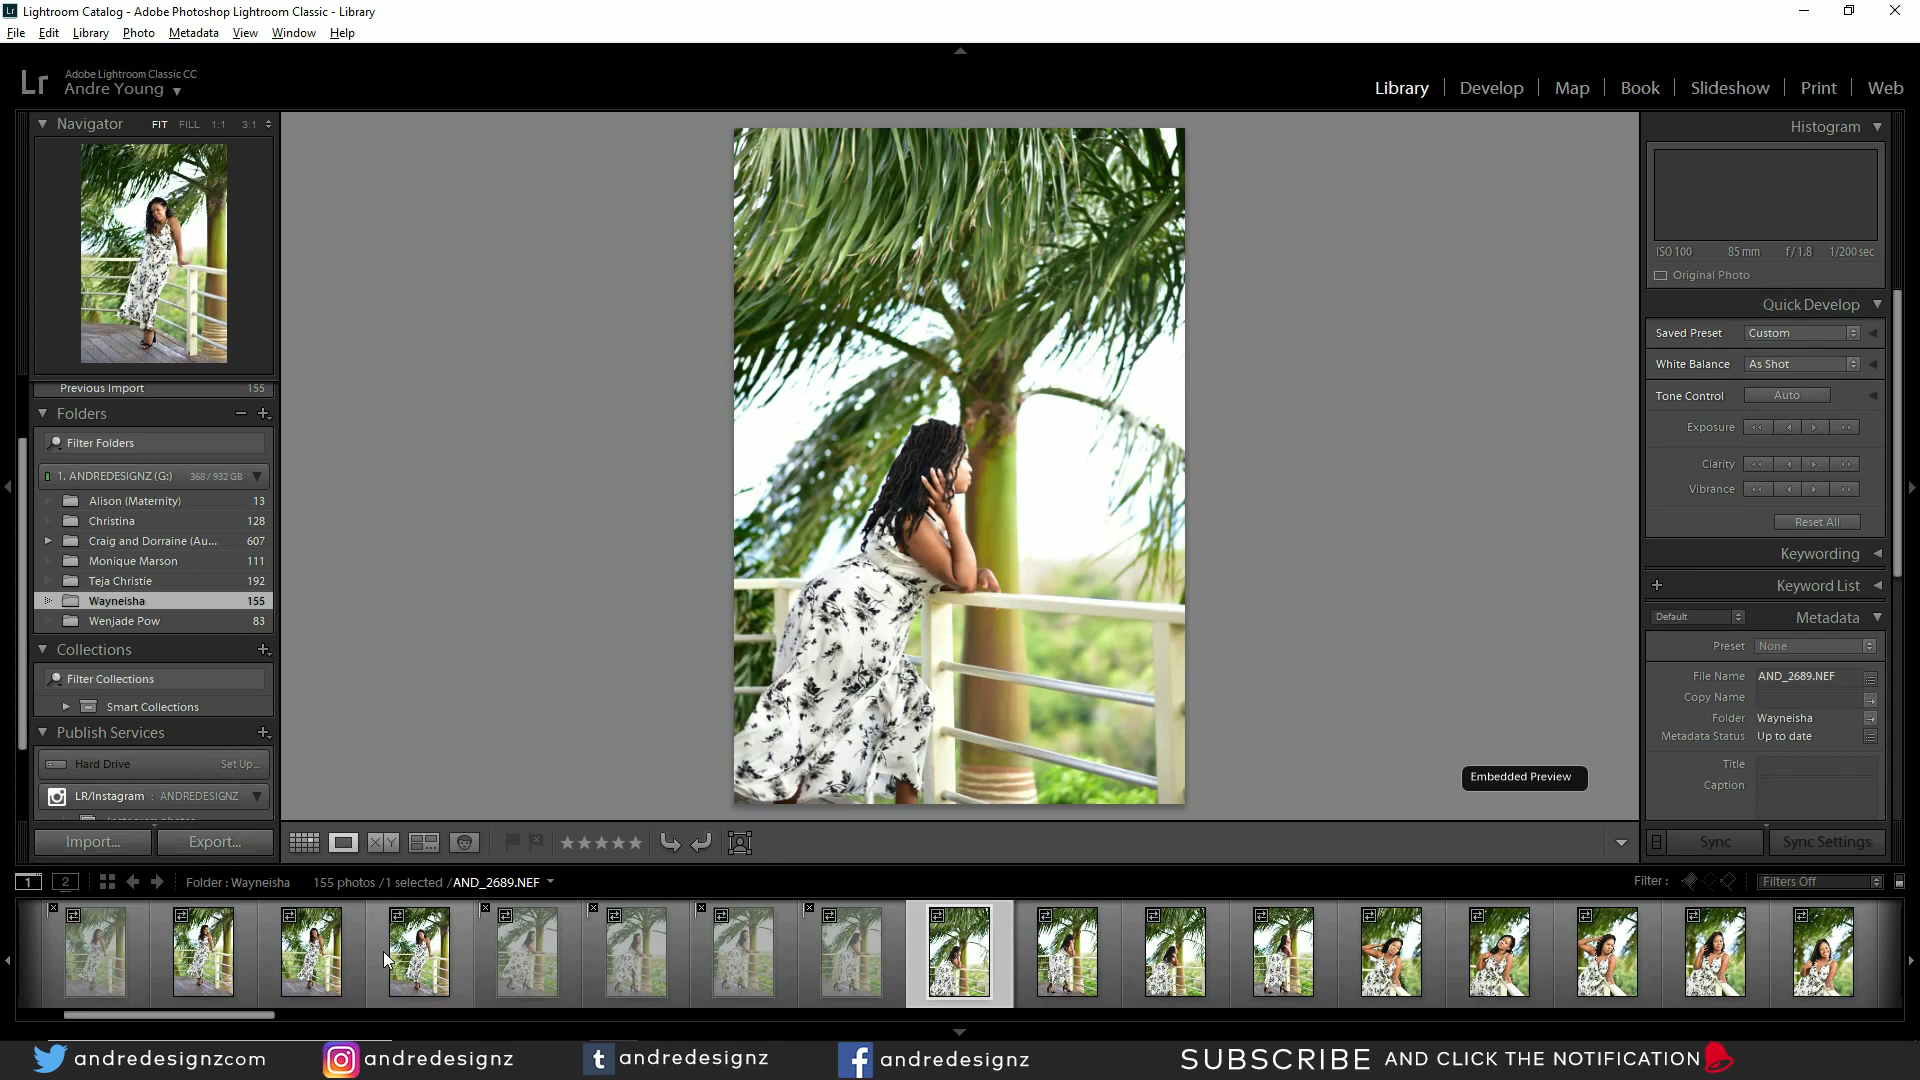 Lightroom Catalog - Adobe Photoshop Lightroom Classic - Library
File Edit Library Photo Metadata View Window Help
Lr Adobe Lightroom Classic CC
Andre Young
Library Develop Map Book Slideshow Print Web
Navigator FIT FILL 1:1 3:1
Previous Import 155
Folders
Filter Folders
1. ANDREDESIGNZ (G:) 368 / 932 GB
Alison (Maternity) 13
Christina 128
Craig and Dorraine (Au... 607
Monique Marson 111
Teja Christie 192
Wayneisha 155
Wenjade Pow 83
Collections
Filter Collections
Smart Collections
Publish Services
Hard Drive Set Up...
LR/Instagram : ANDREDESIGNZ
Import... Export...
Embedded Preview
Histogram
ISO 100 85 mm f / 1.8 1/200 sec
Original Photo
Quick Develop
Saved Preset Custom
White Balance As Shot
Tone Control Auto
Exposure
Clarity
Vibrance
Reset All
Keywording
Keyword List
Default Metadata
Preset None
File Name AND_2689.NEF
Copy Name
Folder Wayneisha
Metadata Status Up to date
Title
Caption
Sync Sync Settings
1 2 Folder : Wayneisha 155 photos / 1 selected / AND_2689.NEF Filter : Filters Off
andredesignzcom andredesignz t andredesignz f andredesignz SUBSCRIBE AND CLICK THE NOTIFICATION